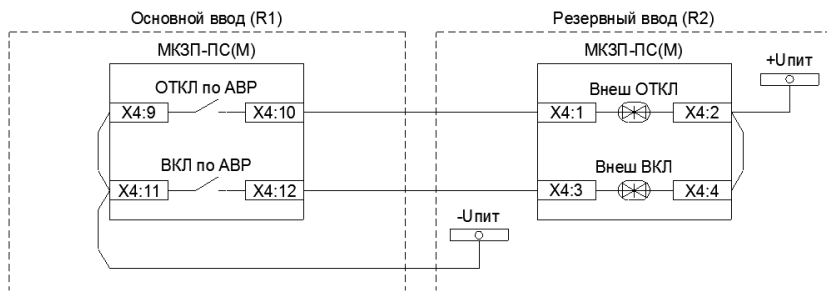 Основной ввод (R1)
Резервный ввод (R2)
МКЗП-ПС(М)
МКЗП-ПС(М)
+Uпит
ОТКЛ по АВР
Внеш ОТКЛ
X4:9
X4:10
X4:1
X4:2
ВКЛ по АВР
Внеш ВКЛ
X4:11
X4:12
X4:3
X4:4
-Uпит